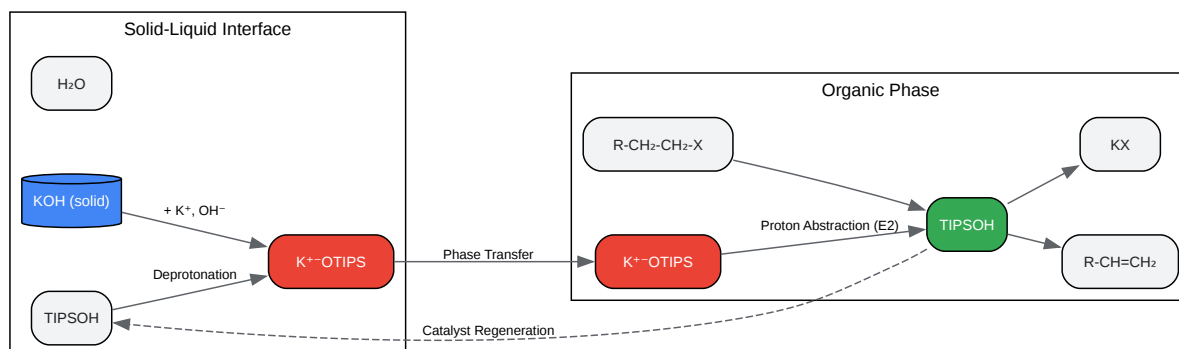 Solid-Liquid Interface
H₂O
KOH (solid)
+ K⁺, OH⁻
Deprotonation
TIPSOH
K⁺⁻OTIPS
Phase Transfer
Catalyst Regeneration
Organic Phase
R-CH₂-CH₂-X
K⁺⁻OTIPS
Proton Abstraction (E2)
TIPSOH
KX
R-CH=CH₂